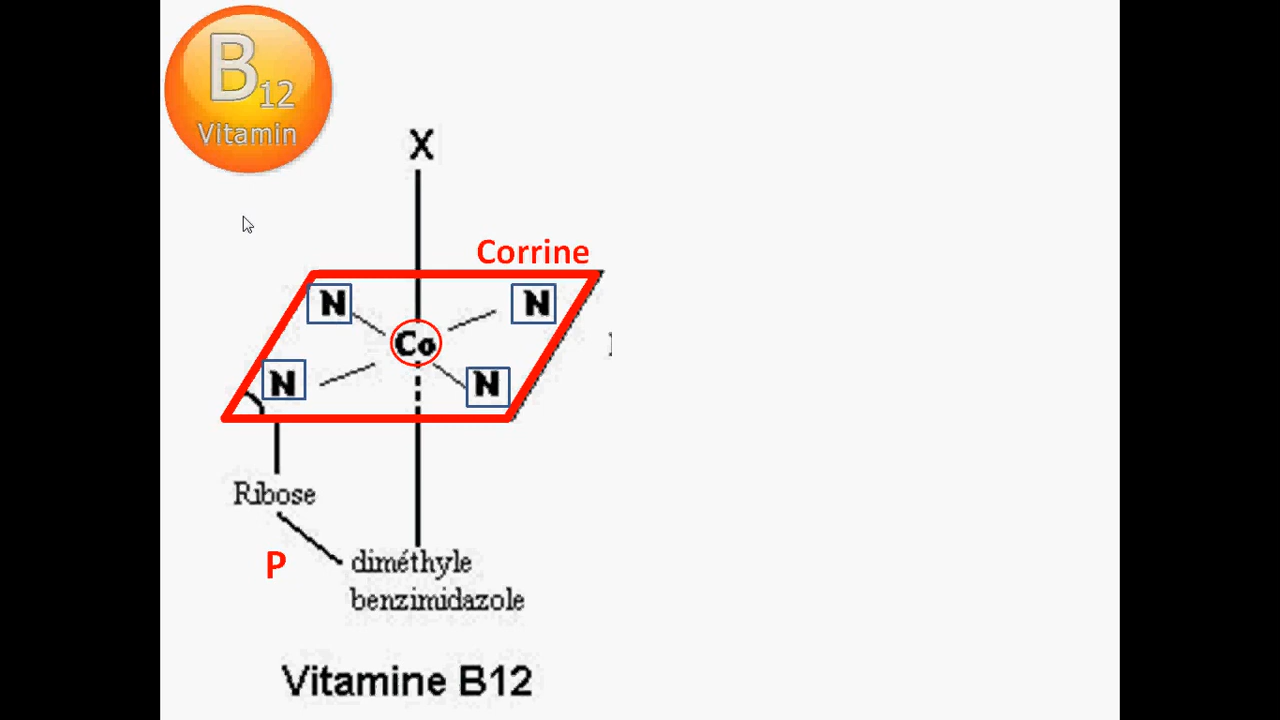 B12
Vitamin
X
Corrine
N
N
Co
N
N
Ribose
P
diméthyle
benzimidazole
Vitamine B12